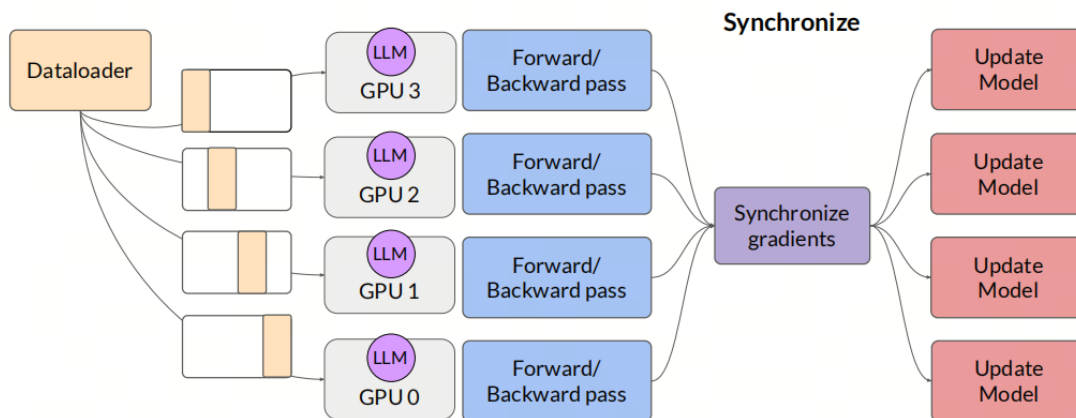 Synchronize
Dataloader
LLM
GPU 3
Forward/
Backward pass
Update
Model
LLM
GPU 2
Forward/
Backward pass
Update
Model
Synchronize
gradients
LLM
GPU 1
Forward/
Backward pass
Update
Model
LLM
GPU 0
Forward/
Backward pass
Update
Model